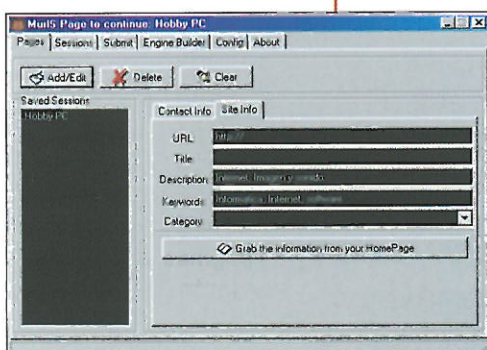 MurlS Page to continue: Hobby PC
Pages Sessions Submit Engine Builder Config About
Add/Edit Delete Clear
Saved Sessions
Hobby PC
Contact Info Site Info
URL http://
Title
Description Internet, Imagen y sonido
Keywords Informatica, Internet, software
Category
Grab the information from your HomePage